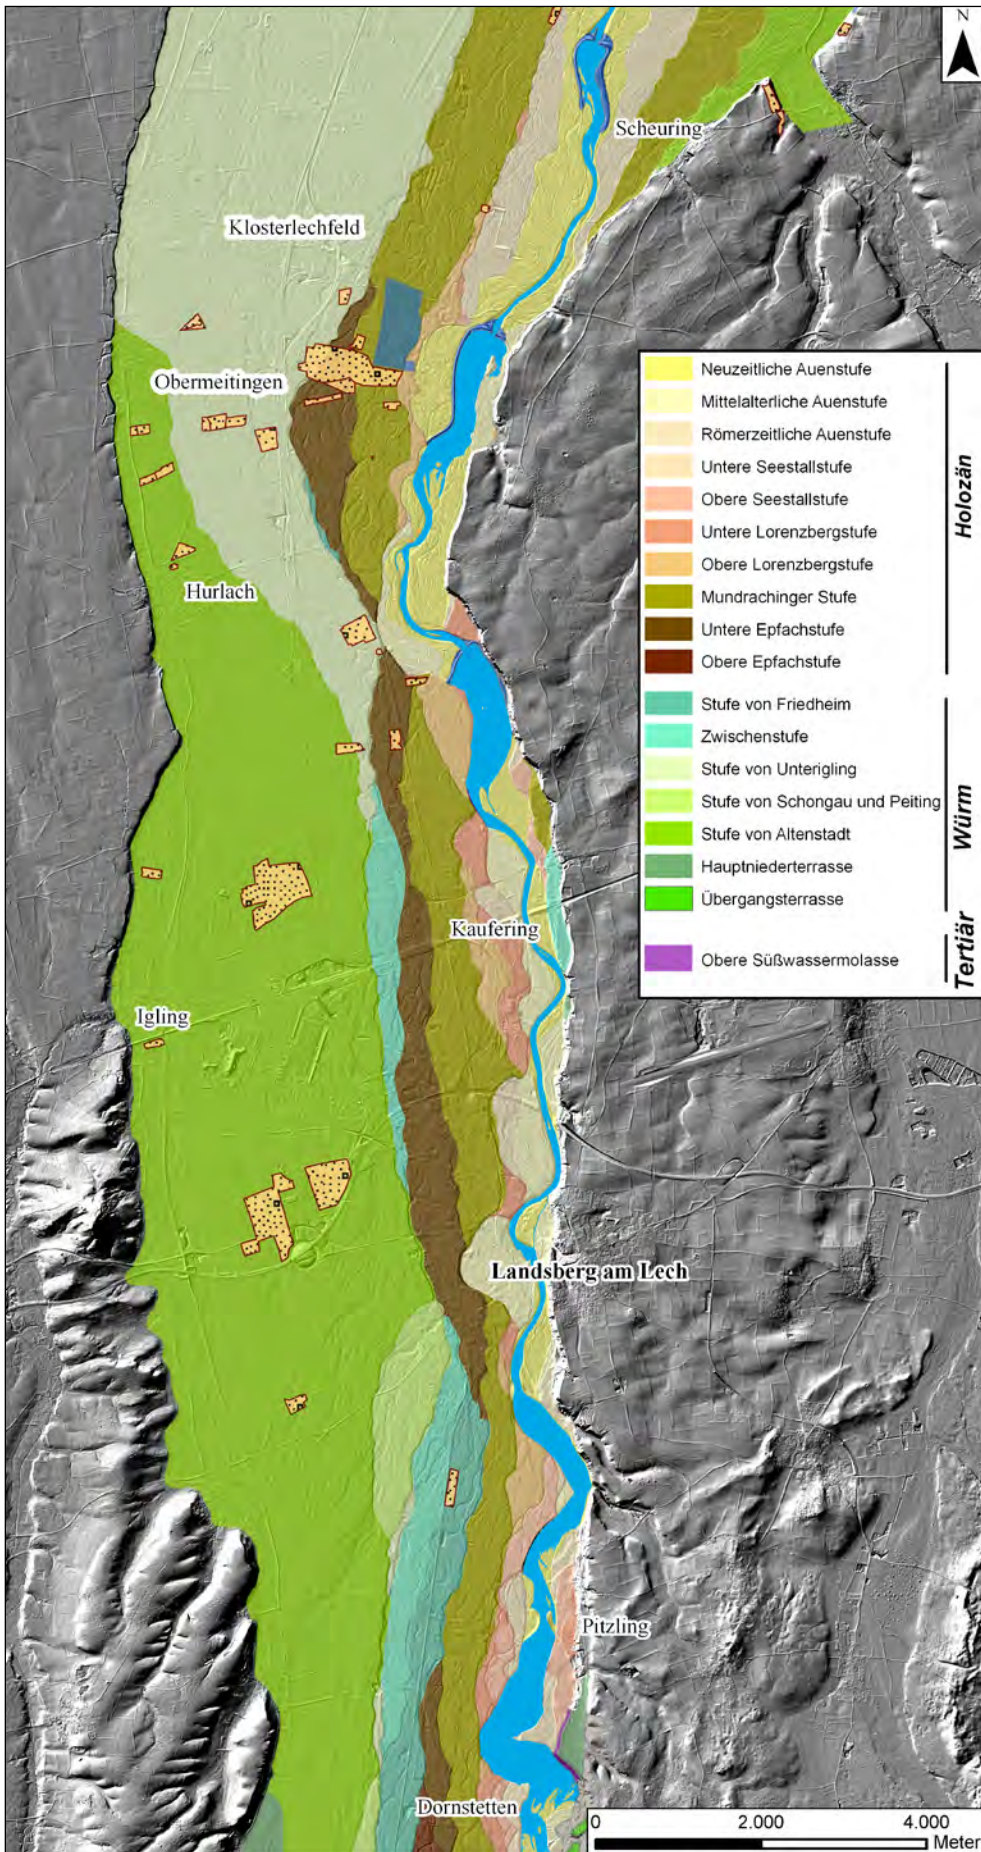 N
Scheuring
Klosterlechfeld
Obermeitingen
Hurlach
Kaufering
Igling
Landsberg am Lech
Pitzling
Dornstetten
Neuzeitliche Auenstufe
Mittelalterliche Auenstufe
Römerzeitliche Auenstufe
Untere Seestallstufe
Obere Seestallstufe
Untere Lorenzbergstufe
Obere Lorenzbergstufe
Mundrachinger Stufe
Untere Epfachstufe
Obere Epfachstufe
Holozän
Stufe von Friedheim
Zwischenstufe
Stufe von Unterigling
Stufe von Schongau und Peiting
Stufe von Altenstadt
Hauptniederterrasse
Übergangsterrasse
Würm
Obere Süßwassermolasse
Tertiär
0 2.000 4.000
Meter